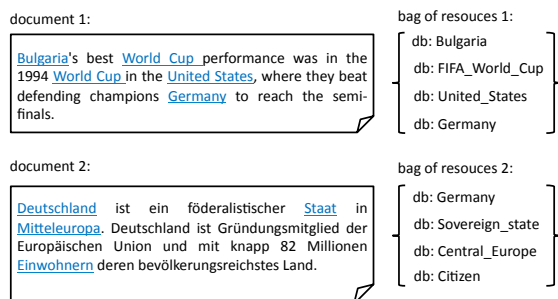 document 1:
Bulgaria's best World Cup performance was in the
1994 World Cup in the United States, where they beat
defending champions Germany to reach the semi-
finals.
bag of resouces 1:
db: Bulgaria
db: FIFA_World_Cup
db: United_States
db: Germany
document 2:
Deutschland ist ein föderalistischer Staat in
Mitteleuropa. Deutschland ist Gründungsmitglied der
Europäischen Union und mit knapp 82 Millionen
Einwohnern deren bevölkerungsreichstes Land.
bag of resouces 2:
db: Germany
db: Sovereign_state
db: Central_Europe
db: Citizen